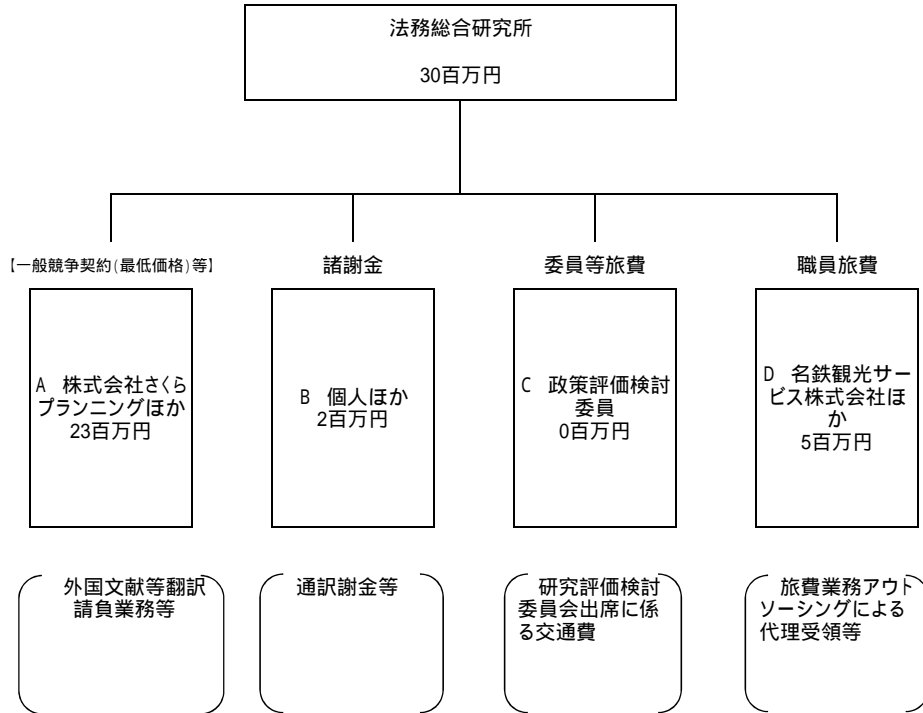 法務総合研究所
30百万円
【一般競争契約(最低価格)等】
諸謝金
委員等旅費
職員旅費
A 株式会社さくら
プランニングほか
23百万円
B 個人ほか
2百万円
C 政策評価検討
委員
0百万円
D 名鉄観光サー
ビス株式会社ほ
か
5百万円
外国文献等翻訳
請負業務等
通訳謝金等
研究評価検討
委員会出席に係
る交通費
旅費業務アウト
ソーシングによる
代理受領等